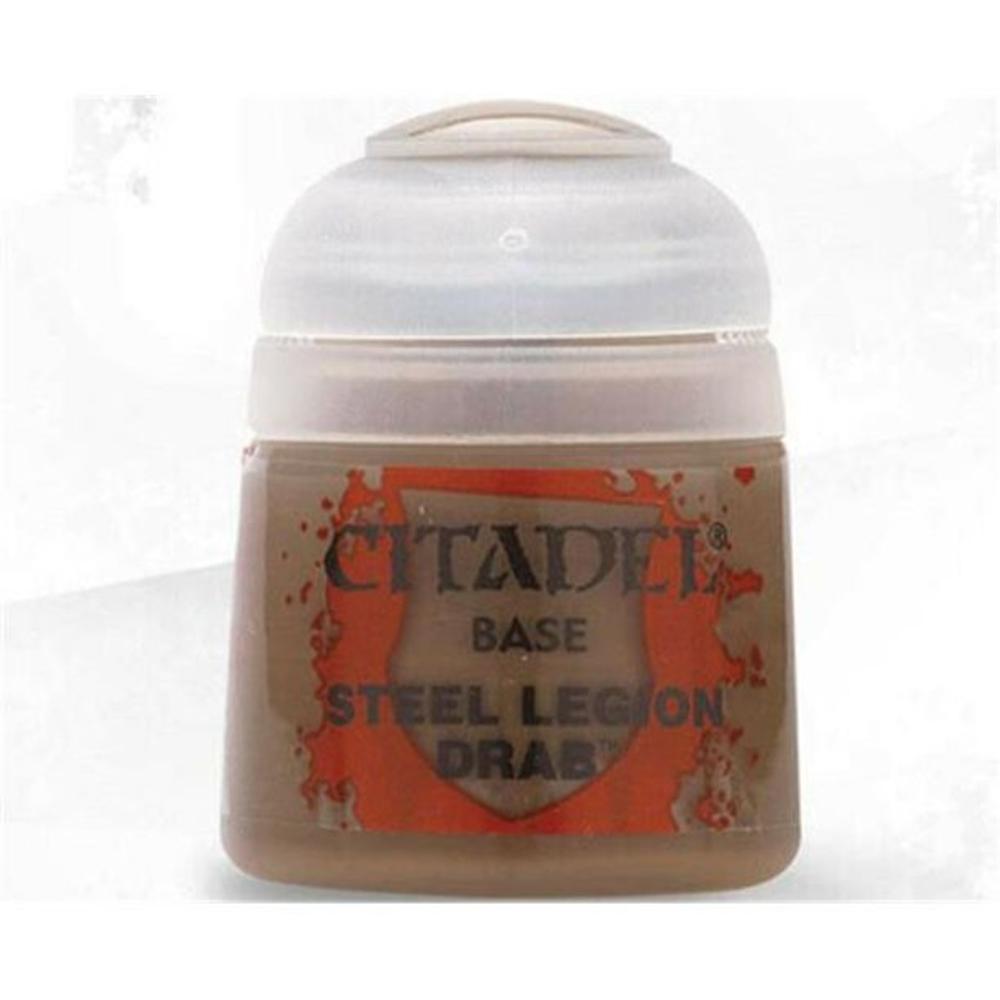 CITADEL®
BASE
STEEL LEGION
DRAB™